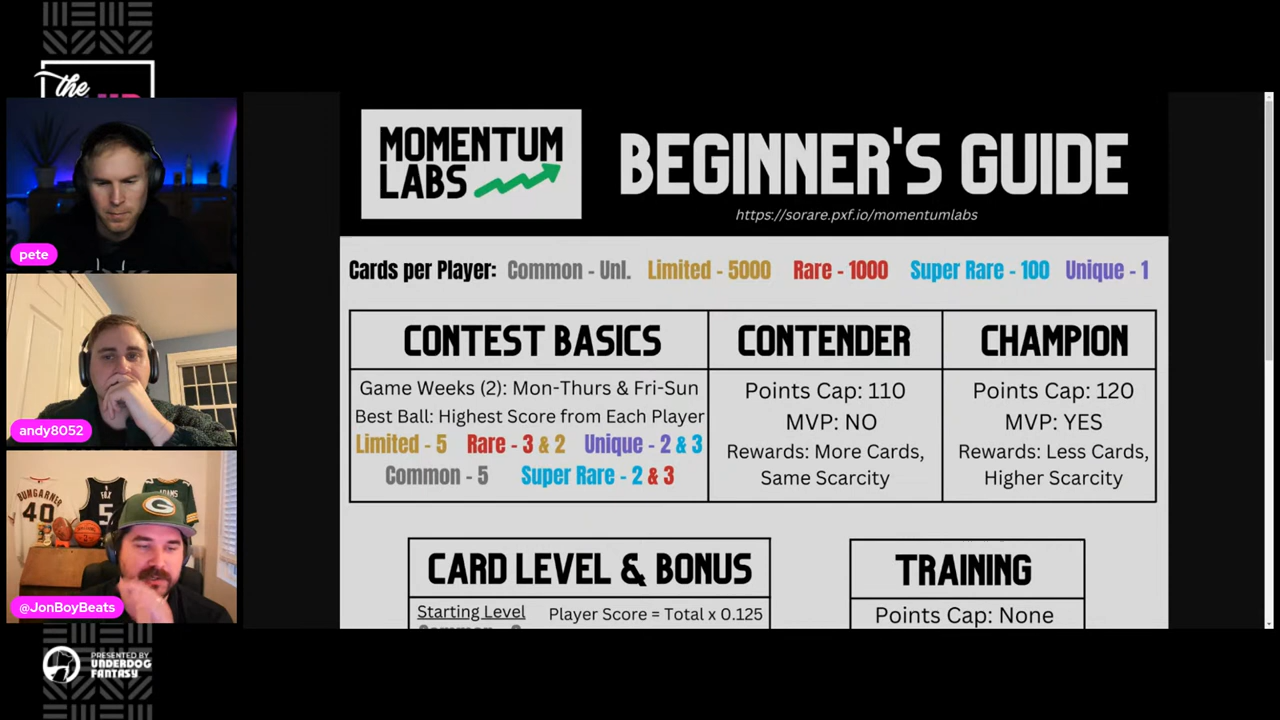 the
pete
andy8052
BUMGARNER
40
FOX
5
ADAMS
@JonBoyBeats
PRESENTED BY
UNDERDOG
FANTASY
MOMENTUM
LABS
BEGINNER'S GUIDE
https://sorare.pxf.io/momentumlabs
Cards per Player: Common - Unl. Limited - 5000 Rare - 1000 Super Rare - 100 Unique - 1
CONTEST BASICS
Game Weeks (2): Mon-Thurs & Fri-Sun
Best Ball: Highest Score from Each Player
Limited - 5 Rare - 3 & 2 Unique - 2 & 3
Common - 5 Super Rare - 2 & 3
CONTENDER
Points Cap: 110
MVP: NO
Rewards: More Cards,
Same Scarcity
CHAMPION
Points Cap: 120
MVP: YES
Rewards: Less Cards,
Higher Scarcity
CARD LEVEL & BONUS
Starting Level Player Score = Total x 0.125
TRAINING
Points Cap: None